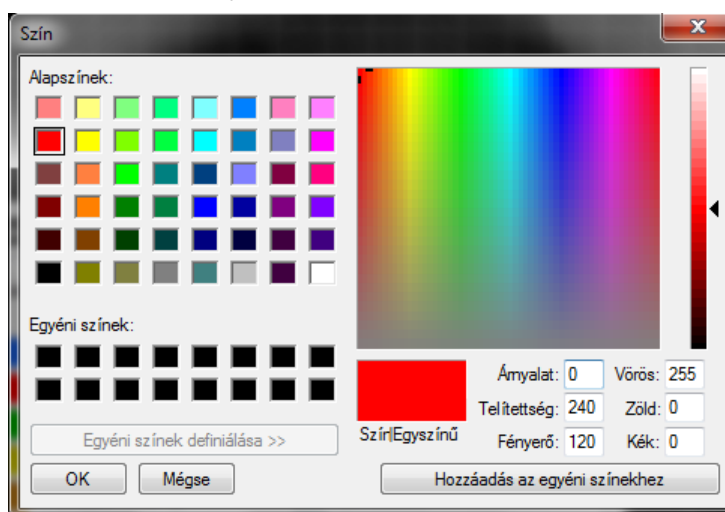 Szín
Alapszínek:
Egyéni színek:
Egyéni színek definiálása >>
OK
Mégse
Szín|Egyszínű
Árnyalat: 0
Vörös: 255
Telítettség: 240
Zöld: 0
Fényerő: 120
Kék: 0
Hozzáadás az egyéni színekhez